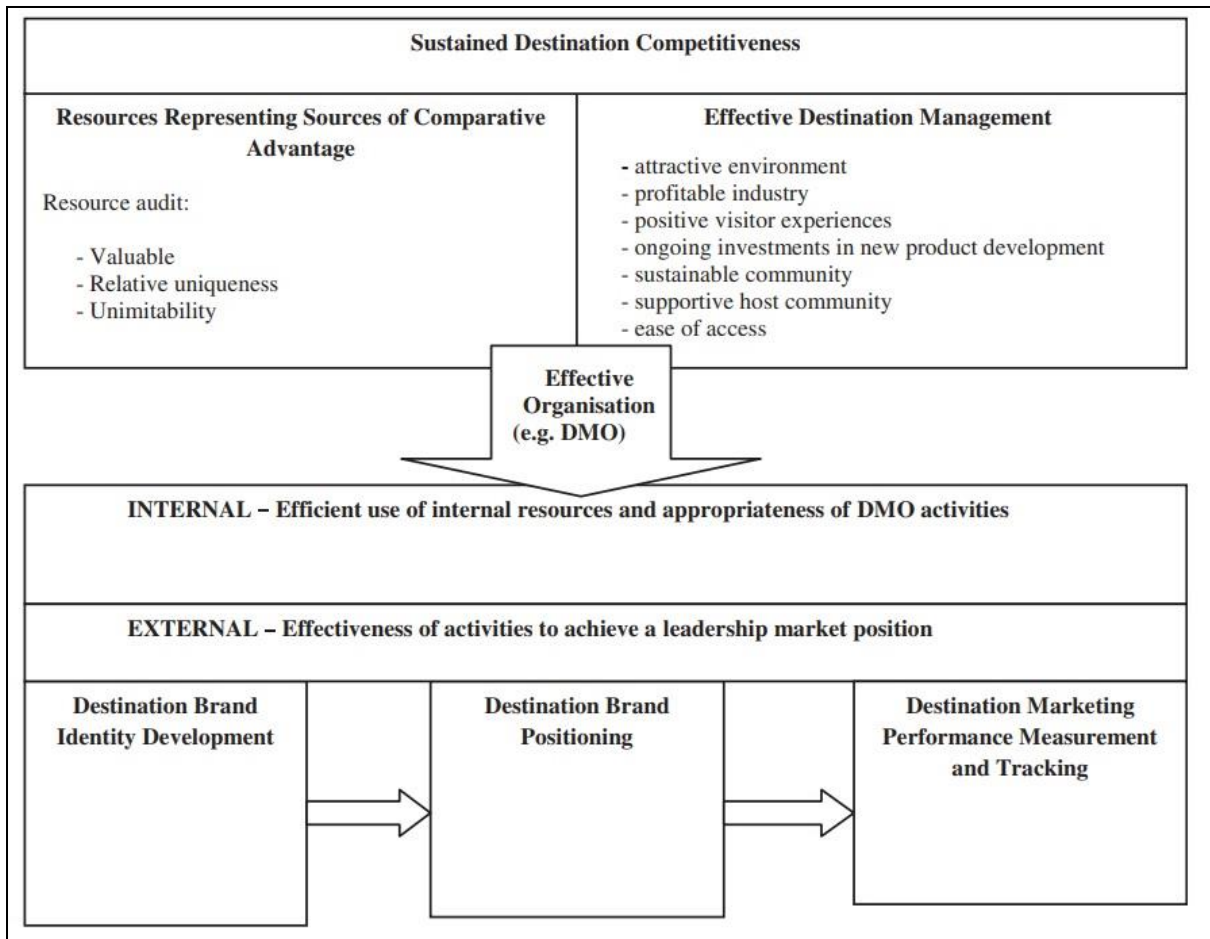 Sustained Destination Competitiveness
Resources Representing Sources of Comparative
Advantage
Resource audit:
- Valuable
- Relative uniqueness
- Unimitability
Effective Destination Management
- attractive environment
- profitable industry
- positive visitor experiences
- ongoing investments in new product development
- sustainable community
- supportive host community
- ease of access
Effective
Organisation
(e.g. DMO)
INTERNAL – Efficient use of internal resources and appropriateness of DMO activities
EXTERNAL – Effectiveness of activities to achieve a leadership market position
Destination Brand
Identity Development
Destination Brand
Positioning
Destination Marketing
Performance Measurement
and Tracking